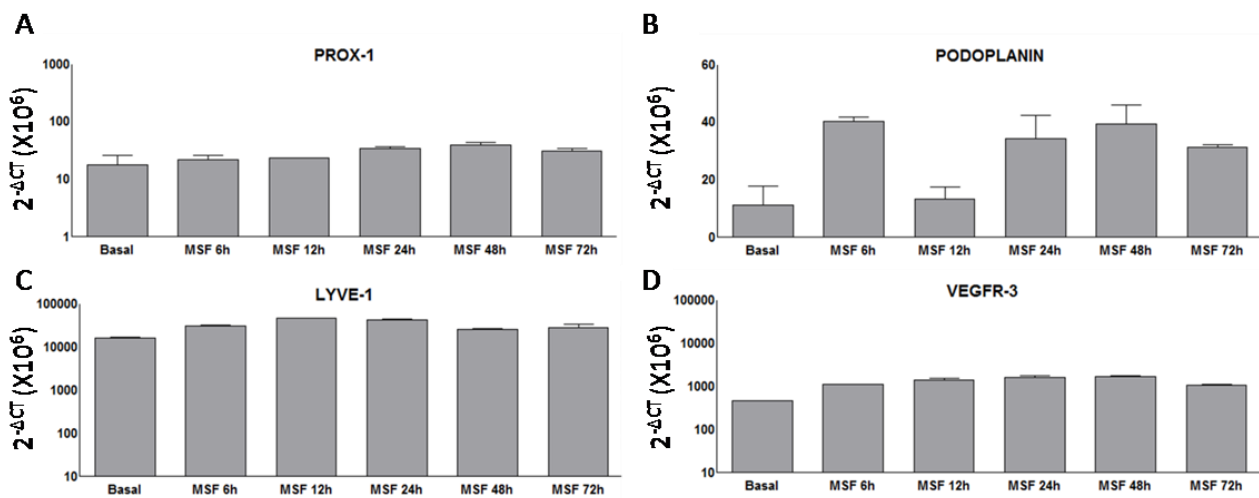 A
PROX-1
2-ΔCT (X10⁶)
1000
100
10
1
Basal MSF 6h MSF 12h MSF 24h MSF 48h MSF 72h
B
PODOPLANIN
2-ΔCT (X10⁶)
60
40
20
0
Basal MSF 6h MSF 12h MSF 24h MSF 48h MSF 72h
C
LYVE-1
2-ΔCT (X10⁶)
100000
10000
1000
100
10
Basal MSF 6h MSF 12h MSF 24h MSF 48h MSF 72h
D
VEGFR-3
2-ΔCT (X10⁶)
100000
10000
1000
100
10
Basal MSF 6h MSF 12h MSF 24h MSF 48h MSF 72h